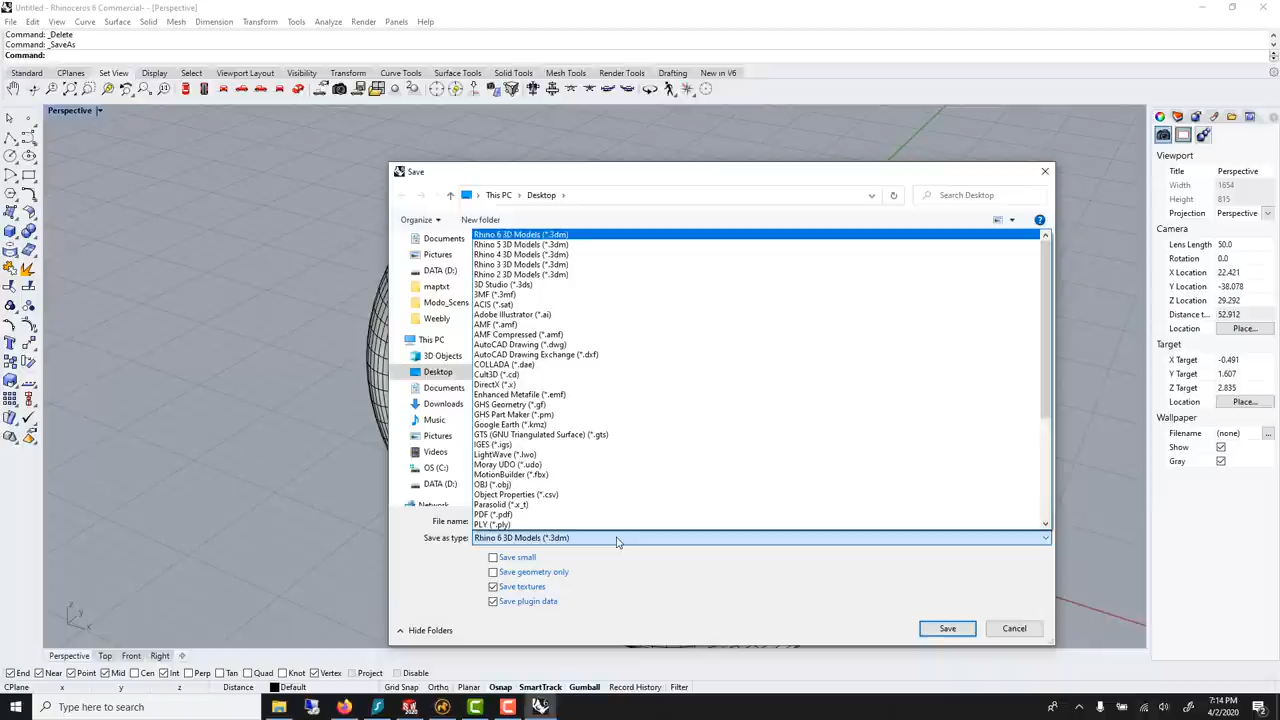 Untitled - Rhinoceros 6 Commercial- - [Perspective]
File Edit View Curve Surface Solid Mesh Dimension Transform Tools Analyze Render Panels Help
Command: _Delete
Command: _SaveAs
Command:
Standard CPlanes Set View Display Select Viewport Layout Visibility Transform Curve Tools Surface Tools Solid Tools Mesh Tools Render Tools Drafting New in V6
Perspective
Save
This PC Desktop
Search Desktop
Organize New folder
Documents
Pictures
DATA (D:)
maptxt
Modo_Scens
Weebly
This PC
3D Objects
Desktop
Documents
Downloads
Music
Pictures
Videos
OS (C:)
DATA (D:)
Network
Rhino 6 3D Models (*.3dm)
Rhino 5 3D Models (*.3dm)
Rhino 4 3D Models (*.3dm)
Rhino 3 3D Models (*.3dm)
Rhino 2 3D Models (*.3dm)
3D Studio (*.3ds)
3MF (*.3mf)
ACIS (*.sat)
Adobe Illustrator (*.ai)
AMF (*.amf)
AMF Compressed (*.amf)
AutoCAD Drawing (*.dwg)
AutoCAD Drawing Exchange (*.dxf)
COLLADA (*.dae)
Cult3D (*.cd)
DirectX (*.x)
Enhanced Metafile (*.emf)
GHS Geometry (*.gf)
GHS Part Maker (*.pm)
Google Earth (*.kmz)
GTS (GNU Triangulated Surface) (*.gts)
IGES (*.igs)
LightWave (*.lwo)
Moray UDO (*.udo)
MotionBuilder (*.fbx)
OBJ (*.obj)
Object Properties (*.csv)
Parasolid (*.x_t)
PDF (*.pdf)
PLY (*.ply)
File name:
Save as type: Rhino 6 3D Models (*.3dm)
Save small
Save geometry only
Save textures
Save plugin data
Hide Folders
Save Cancel
Viewport
Title Perspective
Width 1654
Height 815
Projection Perspective
Camera
Lens Length 50.0
Rotation 0.0
X Location 22.421
Y Location -38.078
Z Location 29.292
Distance t... 52.912
Location Place...
Target
X Target -0.491
Y Target 1.607
Z Target 2.835
Location Place...
Wallpaper
Filename (none) ...
Show
Gray
z y x
Perspective Top Front Right
End Near Point Mid Cen Int Perp Tan Quad Knot Vertex Project Disable
CPlane x y z Distance Default Grid Snap Ortho Planar Osnap SmartTrack Gumball Record History Filter
Type here to search
7:14 PM
4/2/2020